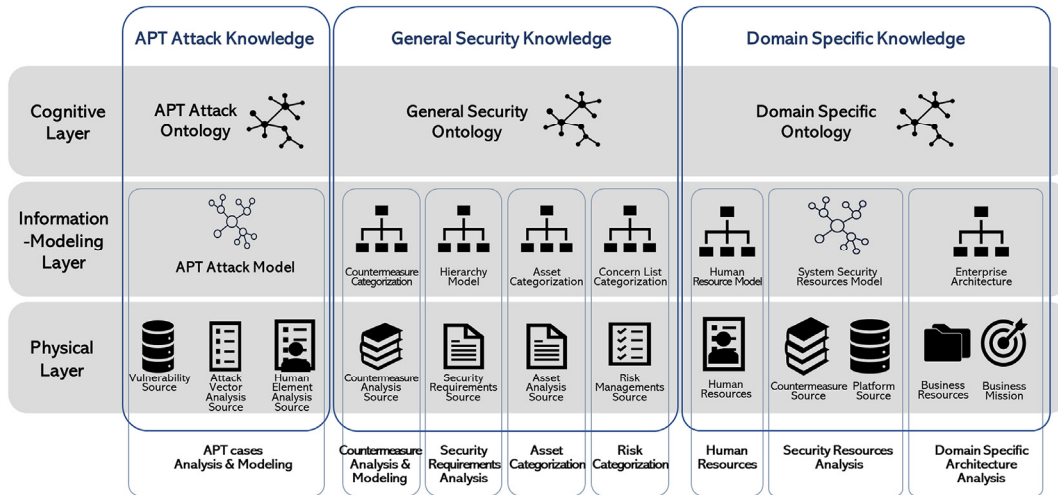 APT Attack Knowledge
General Security Knowledge
Domain Specific Knowledge
Cognitive
Layer
APT Attack
Ontology
General Security
Ontology
Domain Specific
Ontology
Information
-Modeling
Layer
APT Attack Model
Countermeasure
Categorization
Hierarchy
Model
Asset
Categorization
Concern List
Categorization
Human
Resource Model
System Security
Resources Model
Enterprise
Architecture
Physical
Layer
Vulnerability
Source
Attack
Vector
Analysis
Source
Human
Element
Analysis
Source
Countermeasure
Analysis
Source
Security
Requirements
Source
Asset
Analysis
Source
Risk
Managements
Source
Human
Resources
Countermeasure
Source
Platform
Source
Business
Resources
Business
Mission
APT cases
Analysis & Modeling
Countermeasure
Analysis &
Modeling
Security
Requirements
Analysis
Asset
Categorization
Risk
Categorization
Human
Resources
Security Resources
Analysis
Domain Specific
Architecture
Analysis